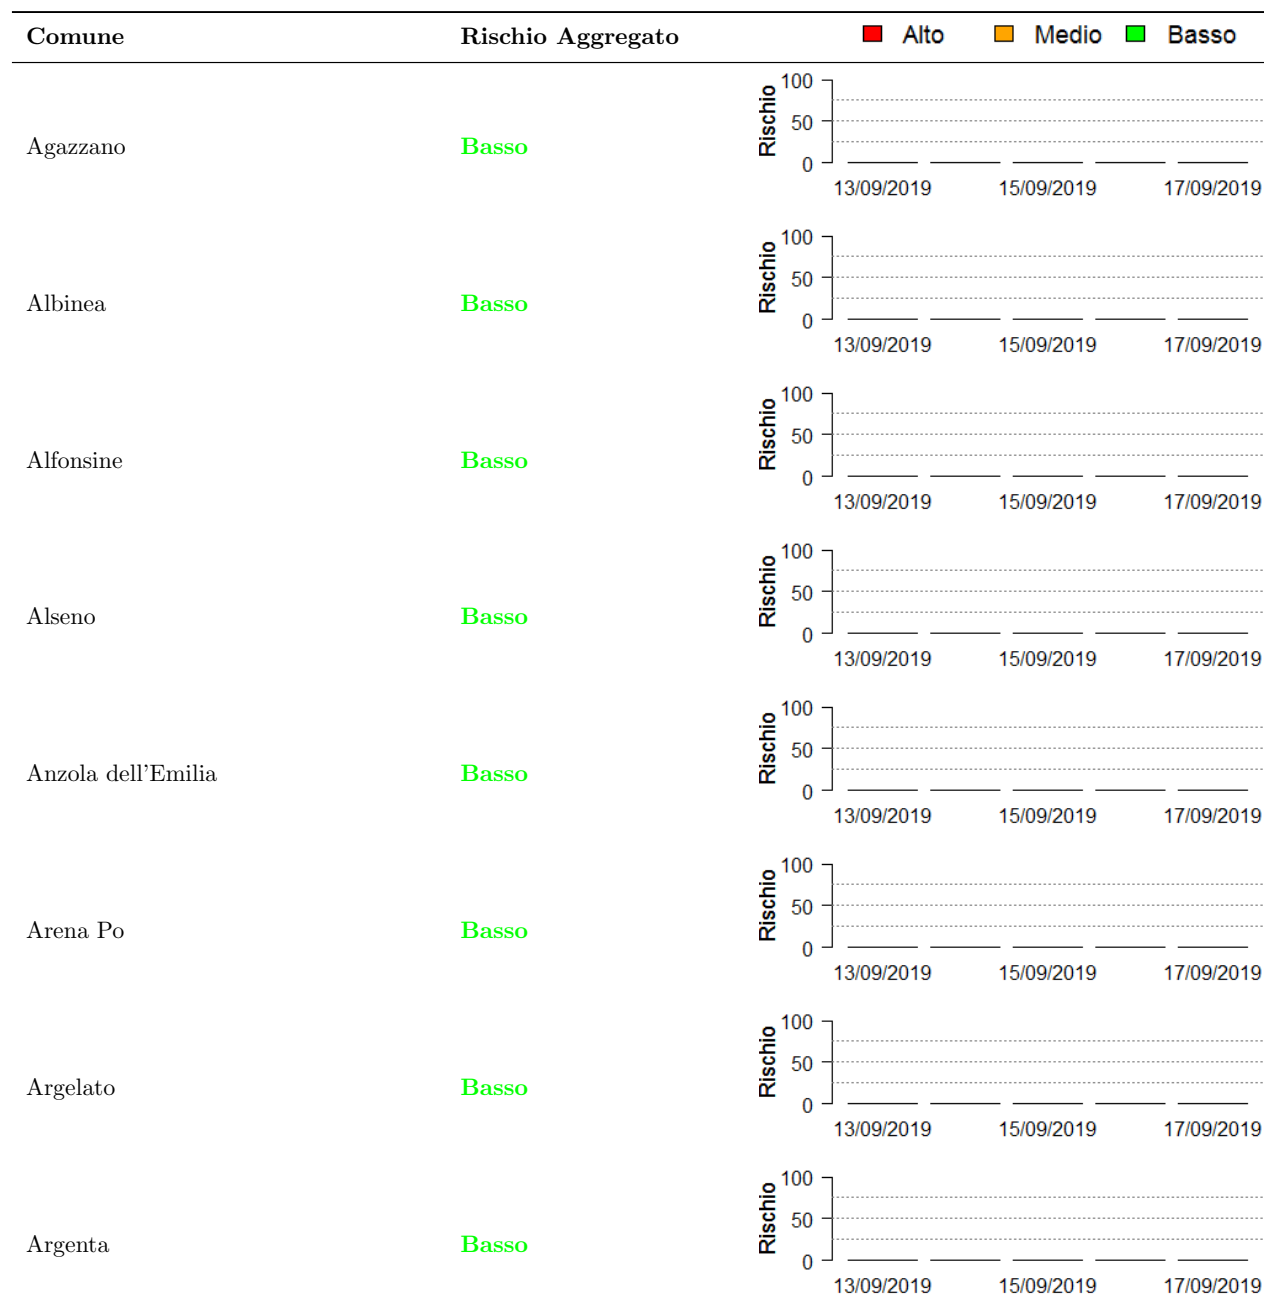 Comune Rischio Aggregato Alto Medio Basso
100
50
0
Rischio
Agazzano Basso
13/09/2019 15/09/2019 17/09/2019
100
50
0
Rischio
Albinea Basso
13/09/2019 15/09/2019 17/09/2019
100
50
0
Rischio
Alfonsine Basso
13/09/2019 15/09/2019 17/09/2019
100
50
0
Rischio
Alseno Basso
13/09/2019 15/09/2019 17/09/2019
100
50
0
Rischio
Anzola dell'Emilia Basso
13/09/2019 15/09/2019 17/09/2019
100
50
0
Rischio
Arena Po Basso
13/09/2019 15/09/2019 17/09/2019
100
50
0
Rischio
Argelato Basso
13/09/2019 15/09/2019 17/09/2019
100
50
0
Rischio
Argenta Basso
13/09/2019 15/09/2019 17/09/2019